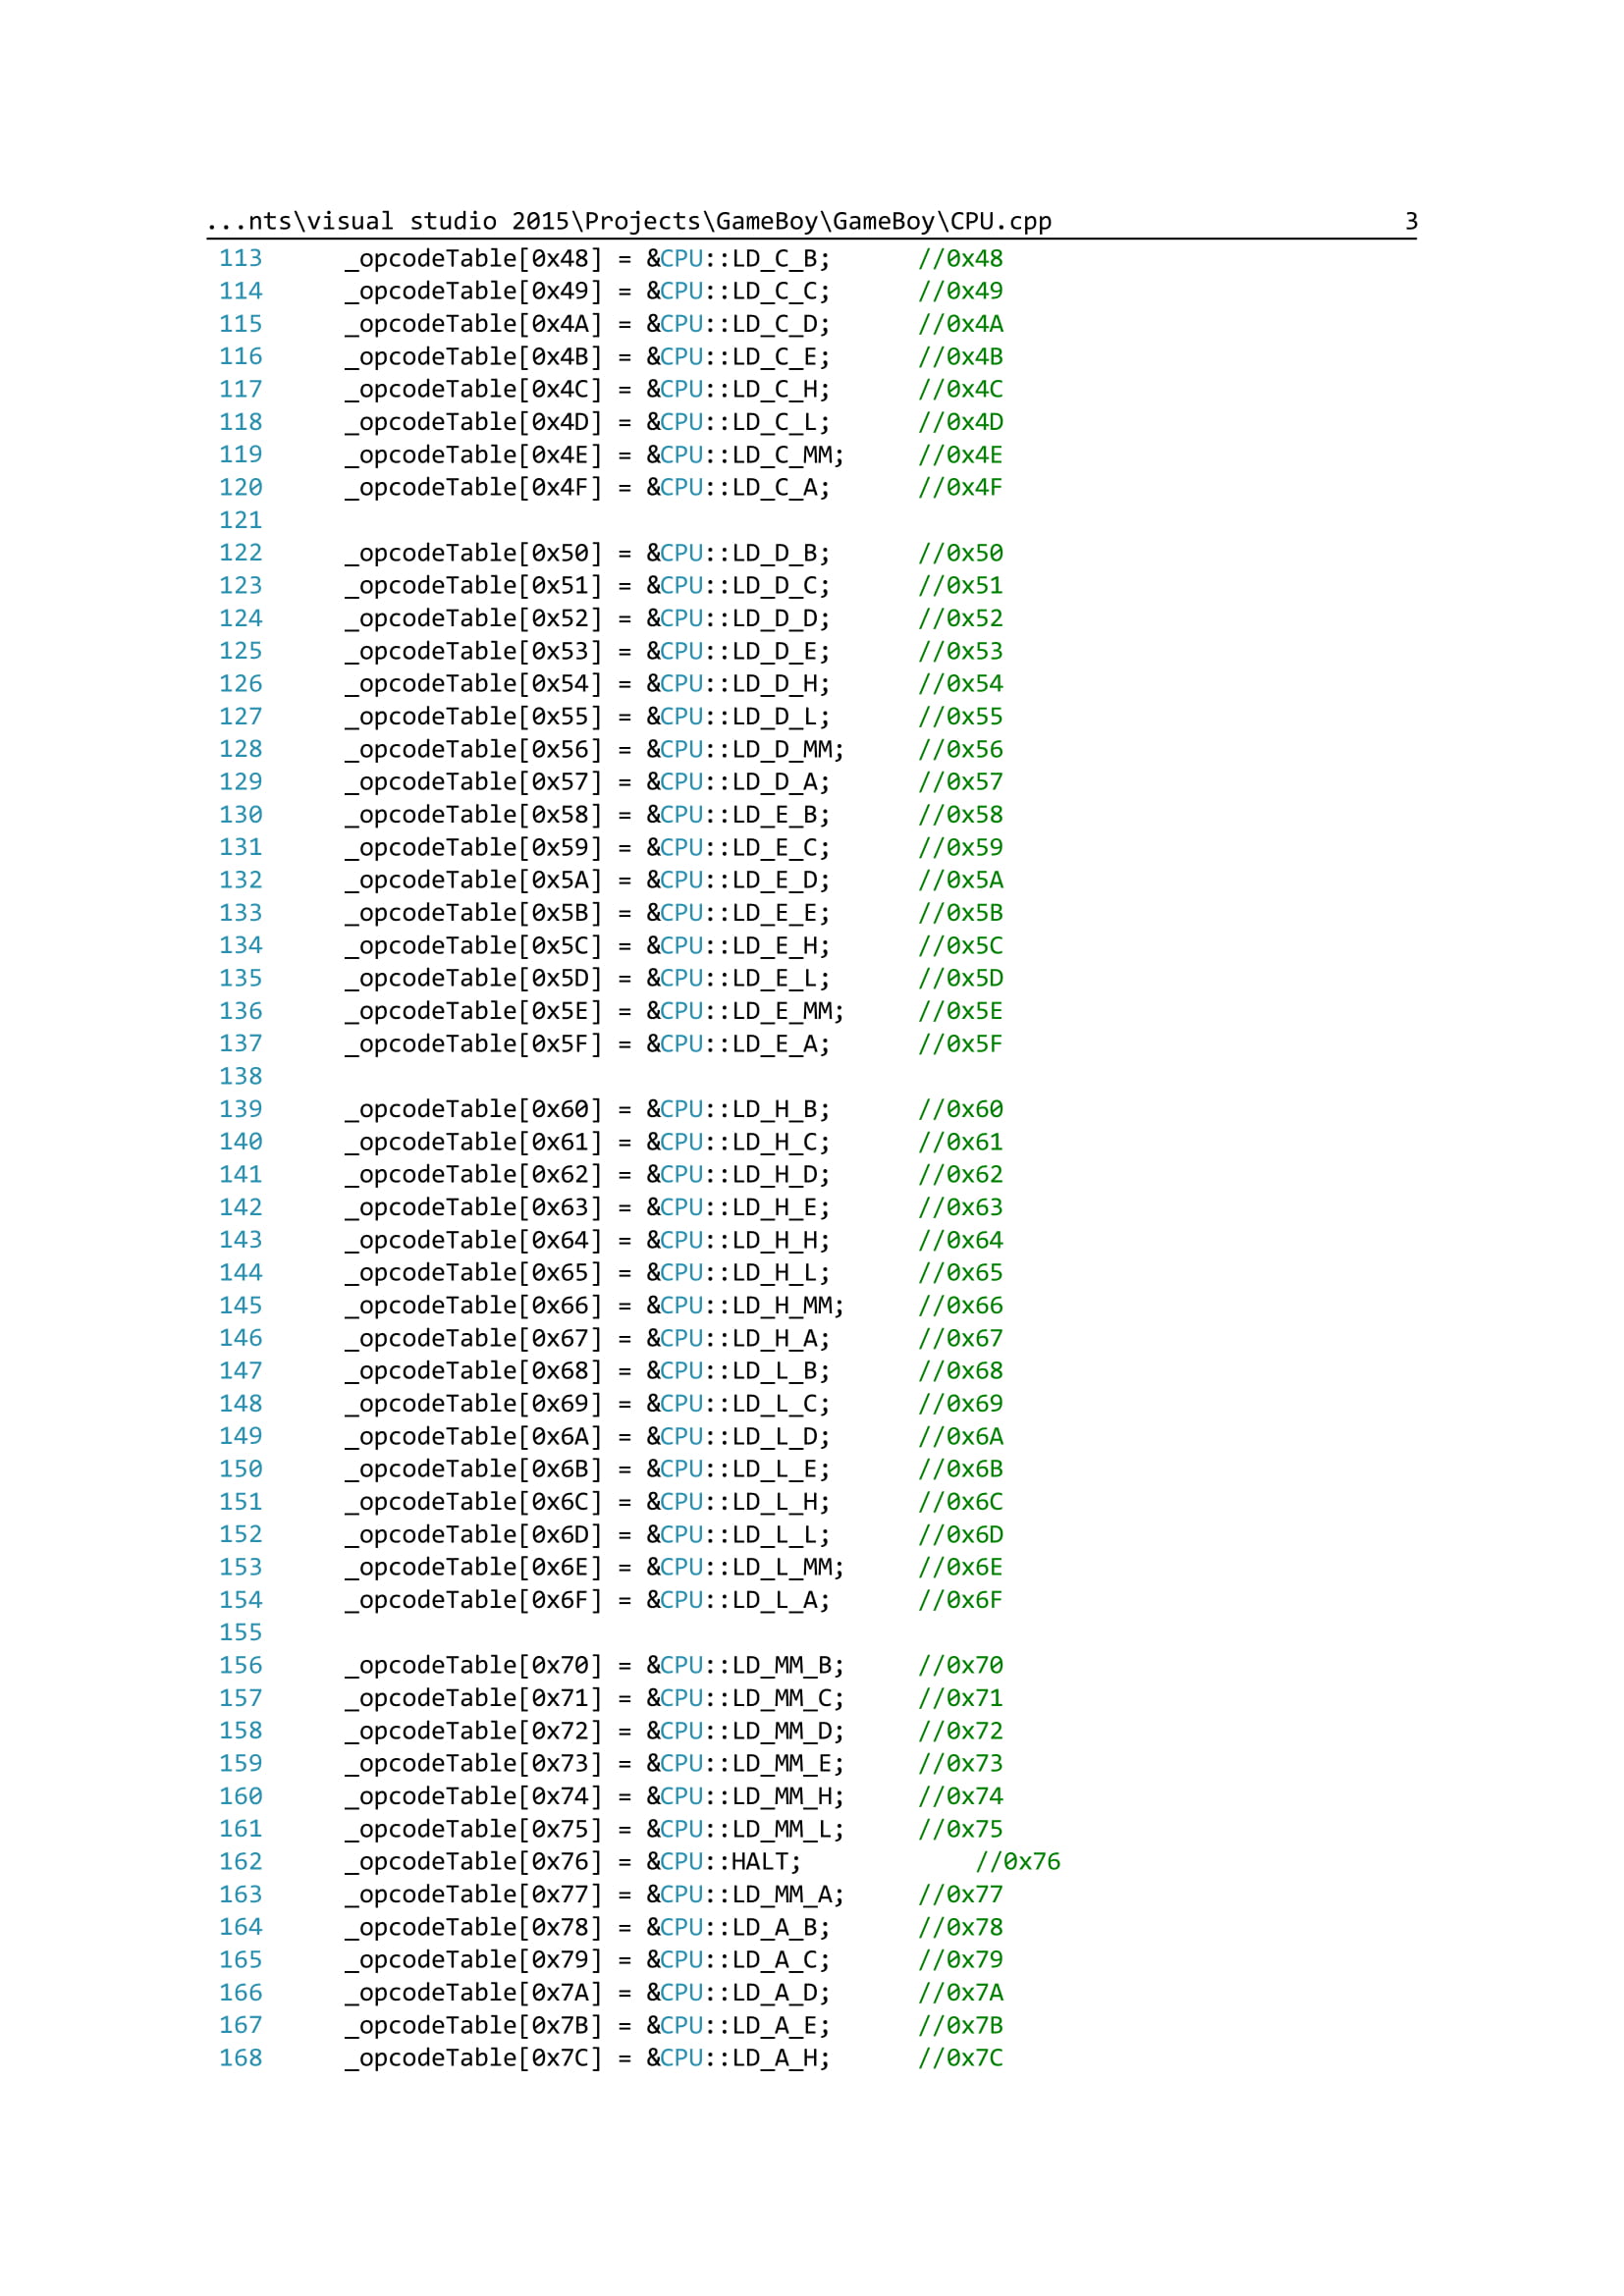 ...nts\visual studio 2015\Projects\GameBoy\GameBoy\CPU.cpp 3
113 _opcodeTable[0x48] = &CPU::LD_C_B; //0x48
114 _opcodeTable[0x49] = &CPU::LD_C_C; //0x49
115 _opcodeTable[0x4A] = &CPU::LD_C_D; //0x4A
116 _opcodeTable[0x4B] = &CPU::LD_C_E; //0x4B
117 _opcodeTable[0x4C] = &CPU::LD_C_H; //0x4C
118 _opcodeTable[0x4D] = &CPU::LD_C_L; //0x4D
119 _opcodeTable[0x4E] = &CPU::LD_C_MM; //0x4E
120 _opcodeTable[0x4F] = &CPU::LD_C_A; //0x4F
121
122 _opcodeTable[0x50] = &CPU::LD_D_B; //0x50
123 _opcodeTable[0x51] = &CPU::LD_D_C; //0x51
124 _opcodeTable[0x52] = &CPU::LD_D_D; //0x52
125 _opcodeTable[0x53] = &CPU::LD_D_E; //0x53
126 _opcodeTable[0x54] = &CPU::LD_D_H; //0x54
127 _opcodeTable[0x55] = &CPU::LD_D_L; //0x55
128 _opcodeTable[0x56] = &CPU::LD_D_MM; //0x56
129 _opcodeTable[0x57] = &CPU::LD_D_A; //0x57
130 _opcodeTable[0x58] = &CPU::LD_E_B; //0x58
131 _opcodeTable[0x59] = &CPU::LD_E_C; //0x59
132 _opcodeTable[0x5A] = &CPU::LD_E_D; //0x5A
133 _opcodeTable[0x5B] = &CPU::LD_E_E; //0x5B
134 _opcodeTable[0x5C] = &CPU::LD_E_H; //0x5C
135 _opcodeTable[0x5D] = &CPU::LD_E_L; //0x5D
136 _opcodeTable[0x5E] = &CPU::LD_E_MM; //0x5E
137 _opcodeTable[0x5F] = &CPU::LD_E_A; //0x5F
138
139 _opcodeTable[0x60] = &CPU::LD_H_B; //0x60
140 _opcodeTable[0x61] = &CPU::LD_H_C; //0x61
141 _opcodeTable[0x62] = &CPU::LD_H_D; //0x62
142 _opcodeTable[0x63] = &CPU::LD_H_E; //0x63
143 _opcodeTable[0x64] = &CPU::LD_H_H; //0x64
144 _opcodeTable[0x65] = &CPU::LD_H_L; //0x65
145 _opcodeTable[0x66] = &CPU::LD_H_MM; //0x66
146 _opcodeTable[0x67] = &CPU::LD_H_A; //0x67
147 _opcodeTable[0x68] = &CPU::LD_L_B; //0x68
148 _opcodeTable[0x69] = &CPU::LD_L_C; //0x69
149 _opcodeTable[0x6A] = &CPU::LD_L_D; //0x6A
150 _opcodeTable[0x6B] = &CPU::LD_L_E; //0x6B
151 _opcodeTable[0x6C] = &CPU::LD_L_H; //0x6C
152 _opcodeTable[0x6D] = &CPU::LD_L_L; //0x6D
153 _opcodeTable[0x6E] = &CPU::LD_L_MM; //0x6E
154 _opcodeTable[0x6F] = &CPU::LD_L_A; //0x6F
155
156 _opcodeTable[0x70] = &CPU::LD_MM_B; //0x70
157 _opcodeTable[0x71] = &CPU::LD_MM_C; //0x71
158 _opcodeTable[0x72] = &CPU::LD_MM_D; //0x72
159 _opcodeTable[0x73] = &CPU::LD_MM_E; //0x73
160 _opcodeTable[0x74] = &CPU::LD_MM_H; //0x74
161 _opcodeTable[0x75] = &CPU::LD_MM_L; //0x75
162 _opcodeTable[0x76] = &CPU::HALT; //0x76
163 _opcodeTable[0x77] = &CPU::LD_MM_A; //0x77
164 _opcodeTable[0x78] = &CPU::LD_A_B; //0x78
165 _opcodeTable[0x79] = &CPU::LD_A_C; //0x79
166 _opcodeTable[0x7A] = &CPU::LD_A_D; //0x7A
167 _opcodeTable[0x7B] = &CPU::LD_A_E; //0x7B
168 _opcodeTable[0x7C] = &CPU::LD_A_H; //0x7C